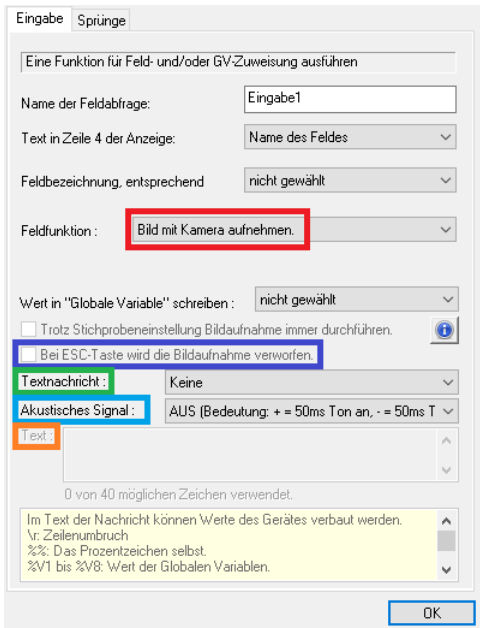 Eingabe Sprünge
Eine Funktion für Feld- und/oder GV-Zuweisung ausführen
Name der Feldabfrage: Eingabe1
Text in Zeile 4 der Anzeige: Name des Feldes
Feldbezeichnung, entsprechend nicht gewählt
Feldfunktion : Bild mit Kamera aufnehmen.
Wert in "Globale Variable" schreiben : nicht gewählt
Trotz Stichprobeneinstellung Bildaufnahme immer durchführen.
Bei ESC-Taste wird die Bildaufnahme verworfen.
Textnachricht : Keine
Akustisches Signal : AUS (Bedeutung: + = 50ms Ton an, - = 50ms T
Text :
0 von 40 möglichen Zeichen verwendet.
Im Text der Nachricht können Werte des Gerätes verbaut werden.
\r: Zeilenumbruch
%%: Das Prozentzeichen selbst.
%V1 bis %V8: Wert der Globalen Variablen.
OK